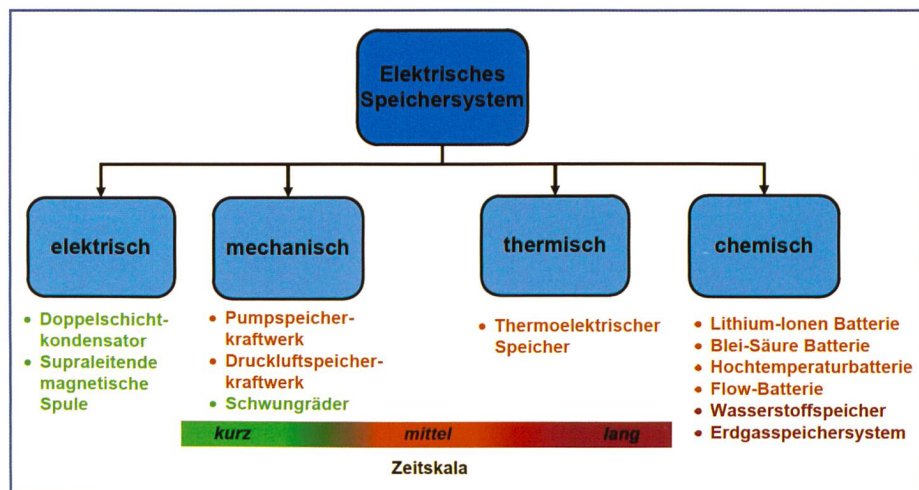 Elektrisches
Speichersystem
elektrisch
mechanisch
thermisch
chemisch
• Doppelschicht-
kondensator
• Supraleitende
magnetische
Spule
• Pumpspeicher-
kraftwerk
• Druckluftspeicher-
kraftwerk
• Schwungräder
• Thermoelektrischer
Speicher
• Lithium-Ionen Batterie
• Blei-Säure Batterie
• Hochtemperaturbatterie
• Flow-Batterie
• Wasserstoffspeicher
• Erdgasspeichersystem
kurz mittel lang
Zeitskala